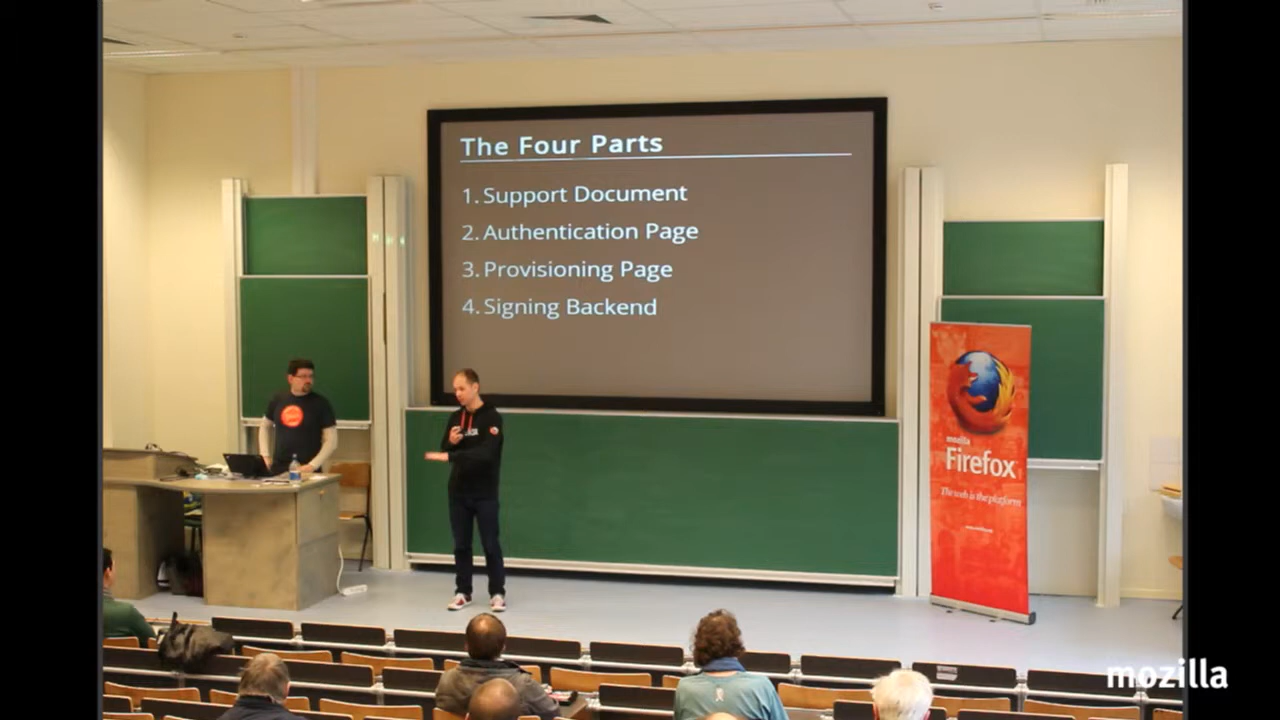 The Four Parts
1. Support Document
2. Authentication Page
3. Provisioning Page
4. Signing Backend
mozilla
Firefox
The web is the platform
mozilla